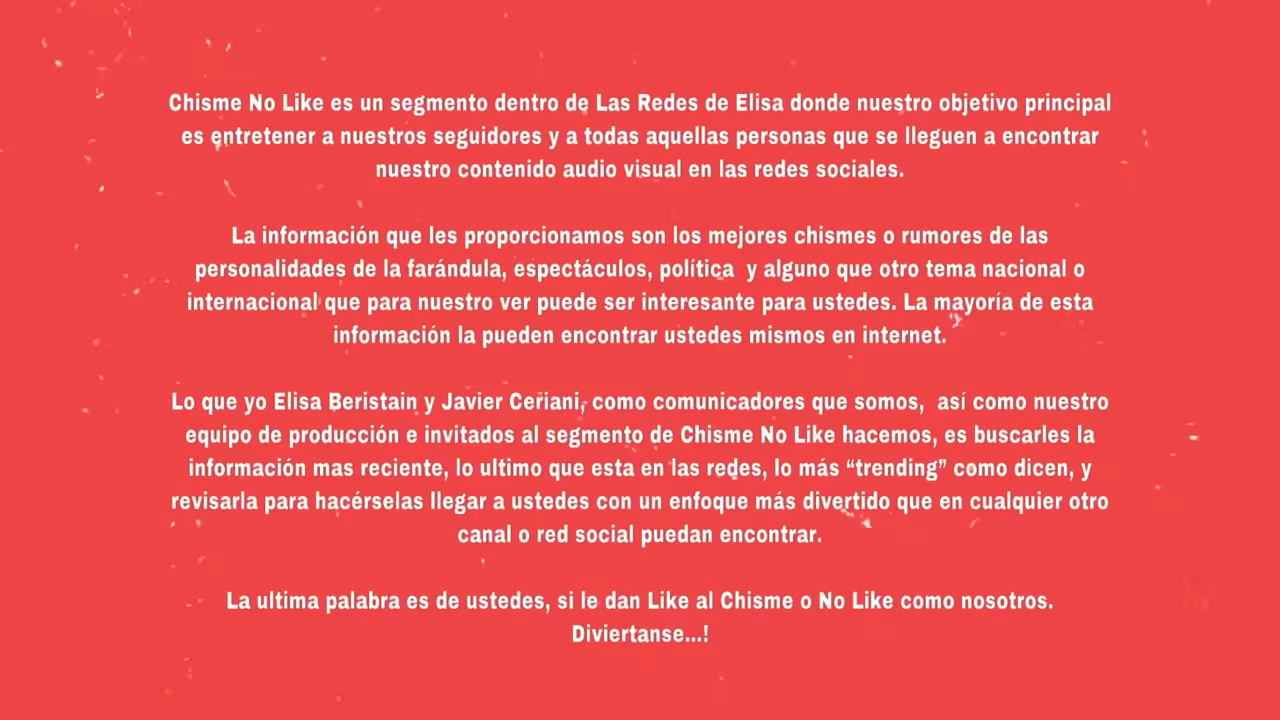 Chisme No Like es un segmento dentro de Las Redes de Elisa donde nuestro objetivo principal
es entretener a nuestros seguidores y a todas aquellas personas que se lleguen a encontrar
nuestro contenido audio visual en las redes sociales.
La información que les proporcionamos son los mejores chismes o rumores de las
personalidades de la farándula, espectáculos, política  y alguno que otro tema nacional o
internacional que para nuestro ver puede ser interesante para ustedes. La mayoría de esta
información la pueden encontrar ustedes mismos en internet.
Lo que yo Elisa Beristain y Javier Ceriani, como comunicadores que somos,  así como nuestro
equipo de producción e invitados al segmento de Chisme No Like hacemos, es buscarles la
información mas reciente, lo ultimo que esta en las redes, lo más “trending” como dicen, y
revisarla para hacérselas llegar a ustedes con un enfoque más divertido que en cualquier otro
canal o red social puedan encontrar.
La ultima palabra es de ustedes, si le dan Like al Chisme o No Like como nosotros.
Diviertanse...!